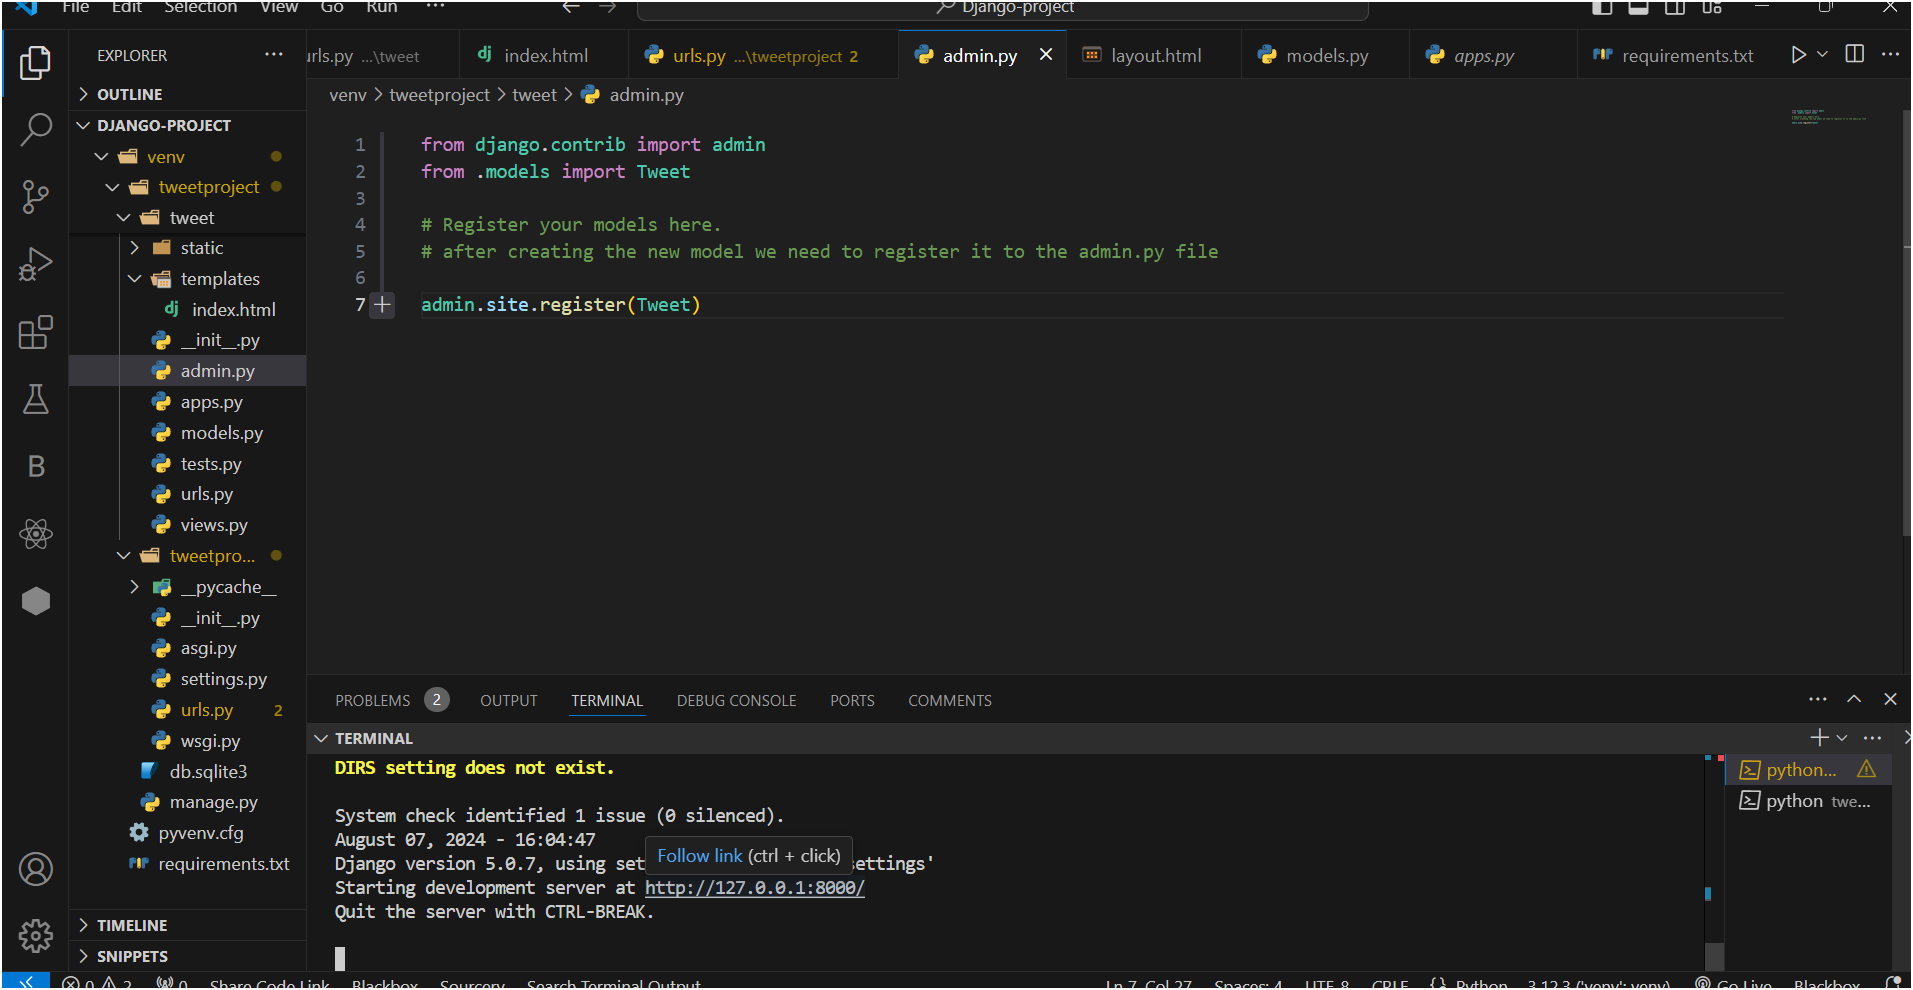 File Edit Selection View Go Run ··· Django-project
EXPLORER ···
urls.py ...\tweet index.html urls.py ...\tweetproject 2 admin.py layout.html models.py apps.py requirements.txt
venv > tweetproject > tweet > admin.py
OUTLINE
DJANGO-PROJECT
venv
tweetproject
tweet
static
templates
index.html
__init__.py
admin.py
apps.py
models.py
tests.py
urls.py
views.py
tweetpro...
__pycache__
__init__.py
asgi.py
settings.py
urls.py 2
wsgi.py
db.sqlite3
manage.py
pyvenv.cfg
requirements.txt
TIMELINE
SNIPPETS
1 from django.contrib import admin
2 from .models import Tweet
3
4 # Register your models here.
5 # after creating the new model we need to register it to the admin.py file
6
7 admin.site.register(Tweet)
PROBLEMS 2 OUTPUT TERMINAL DEBUG CONSOLE PORTS COMMENTS
TERMINAL
DIRS setting does not exist.
System check identified 1 issue (0 silenced).
August 07, 2024 - 16:04:47
Django version 5.0.7, using set ettings'
Follow link (ctrl + click)
Starting development server at http://127.0.0.1:8000/
Quit the server with CTRL-BREAK.
python...
python twe...
0 2 0 Share Code Link Blackbox Sourcery Search Terminal Output Ln 7, Col 27 Spaces: 4 UTF-8 CRLF Python 3.12.3 ('venv': venv) Go Live Blackbox